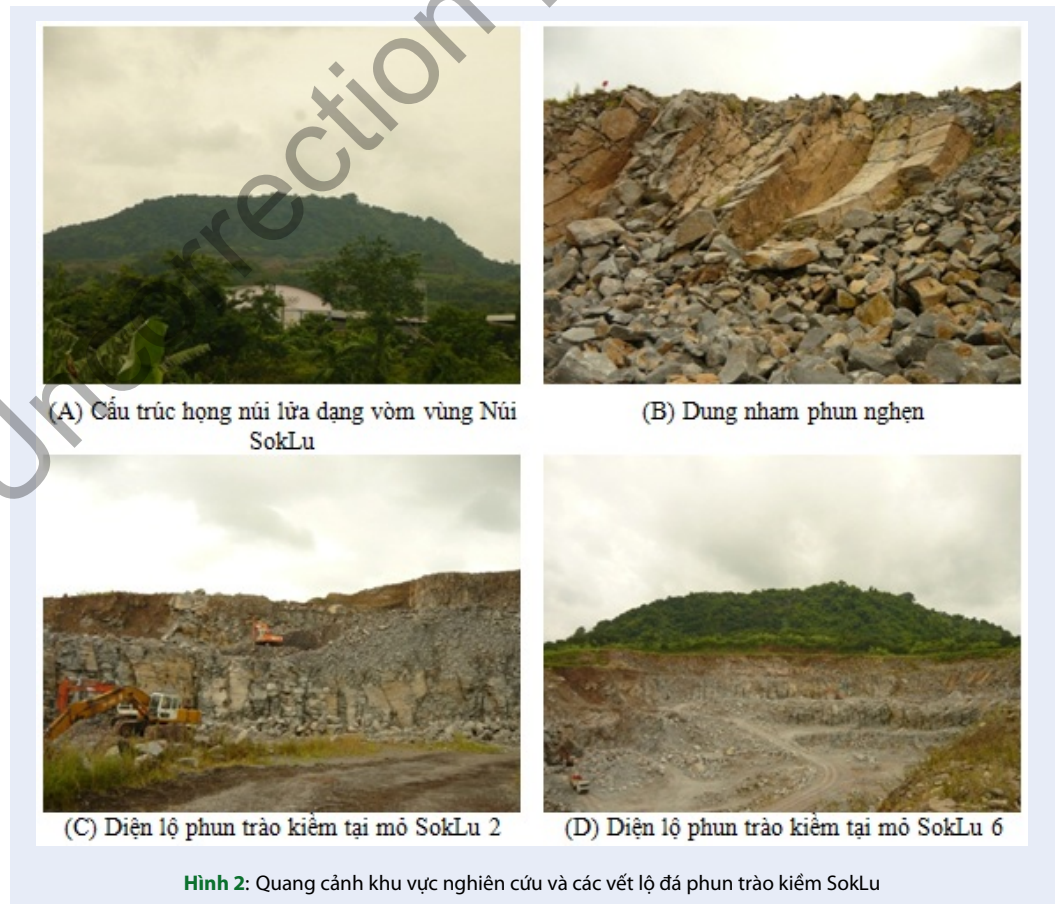 (A) Cấu trúc họng núi lửa dạng vòm vùng Núi
SokLu
(B) Dung nham phun nghẹn
(C) Diện lộ phun trào kiềm tại mỏ SokLu 2
(D) Diện lộ phun trào kiềm tại mỏ SokLu 6
Hình 2: Quang cảnh khu vực nghiên cứu và các vết lộ đá phun trào kiềm SokLu